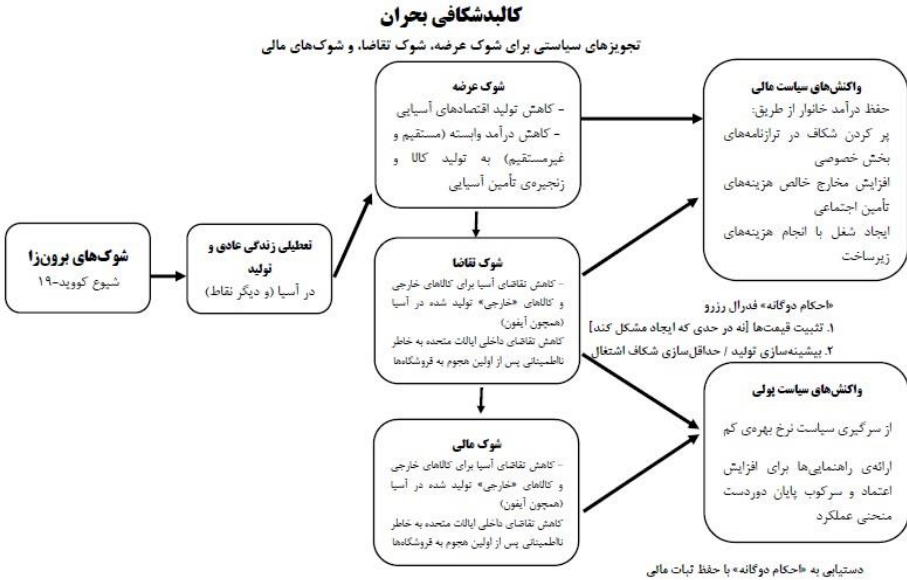 کالبدشکافی بحران
تجویزهای سیاستی برای شوک عرضه، شوک تقاضا، و شوک‌های مالی
شوک‌های برون‌زا
شیوع کووید-۱۹
تعطیلی زندگی عادی و
تولید
در آسیا (و دیگر نقاط)
شوک عرضه
- کاهش تولید اقتصادهای آسیایی
- کاهش درآمد وابسته (مستقیم و
غیرمستقیم) به تولید کالا و
زنجیره‌ی تأمین آسیایی
شوک تقاضا
- کاهش تقاضای آسیا برای کالاهای خارجی
و کالاهای «خارجی» تولید شده در آسیا
(همچون آیفون)
کاهش تقاضای داخلی ایالات متحده به خاطر
نااطمینانی پس از اولین هجوم به فروشگاه‌ها
شوک مالی
- کاهش تقاضای آسیا برای کالاهای خارجی
و کالاهای «خارجی» تولید شده در آسیا
(همچون آیفون)
کاهش تقاضای داخلی ایالات متحده به خاطر
نااطمینانی پس از اولین هجوم به فروشگاه‌ها
واکنش‌های سیاست مالی
حفظ درآمد خانوار از طریق:
پر کردن شکاف در ترازنامه‌های
بخش خصوصی
افزایش مخارج خالص هزینه‌های
تأمین اجتماعی
ایجاد شغل با انجام هزینه‌های
زیرساخت
«احکام دوگانه» فدرال رزرو
۱. تثبیت قیمت‌ها [نه در حدی که ایجاد مشکل کند]
۲. بیشینه‌سازی تولید / حداقل‌سازی شکاف اشتغال
واکنش‌های سیاست پولی
از سرگیری سیاست نرخ بهره‌ی کم
ارائه‌ی راهنمایی‌ها برای افزایش
اعتماد و سرکوب پایان دوردست
منحنی عملکرد
دستیابی به «احکام دوگانه» با حفظ ثبات مالی